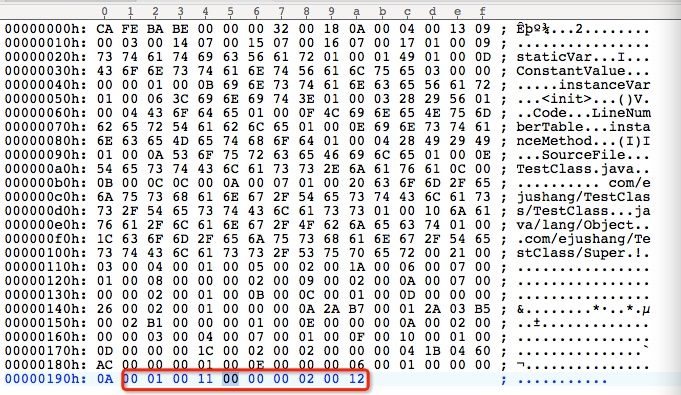 0 1 2 3 4 5 6 7 8 9 a b c d e f
00000000h: CA FE BA BE 00 00 00 32 00 18 0A 00 04 00 13 09 ; Êþº¾...2........
00000010h: 00 03 00 14 07 00 15 07 00 16 07 00 17 01 00 09 ; ................
00000020h: 73 74 61 74 69 63 56 61 72 01 00 01 49 01 00 0D ; staticVar...I...
00000030h: 43 6F 6E 73 74 61 6E 74 56 61 6C 75 65 03 00 00 ; ConstantValue...
00000040h: 00 00 01 00 0B 69 6E 73 74 61 6E 63 65 56 61 72 ; .....instanceVar
00000050h: 01 00 06 3C 69 6E 69 74 3E 01 00 03 28 29 56 01 ; ...<init>...()V.
00000060h: 00 04 43 6F 64 65 01 00 0F 4C 69 6E 65 4E 75 6D ; ..Code...LineNum
00000070h: 62 65 72 54 61 62 6C 65 01 00 0E 69 6E 73 74 61 ; berTable...insta
00000080h: 6E 63 65 4D 65 74 68 6F 64 01 00 04 28 49 29 49 ; nceMethod...(I)I
00000090h: 01 00 0A 53 6F 75 72 63 65 46 69 6C 65 01 00 0E ; ...SourceFile...
000000a0h: 54 65 73 74 43 6C 61 73 73 2E 6A 61 76 61 0C 00 ; TestClass.java..
000000b0h: 0B 00 0C 0C 00 0A 00 07 01 00 20 63 6F 6D 2F 65 ; .......... com/e
000000c0h: 6A 75 73 68 61 6E 67 2F 54 65 73 74 43 6C 61 73 ; jushang/TestClas
000000d0h: 73 2F 54 65 73 74 43 6C 61 73 73 01 00 10 6A 61 ; s/TestClass...ja
000000e0h: 76 61 2F 6C 61 6E 67 2F 4F 62 6A 65 63 74 01 00 ; va/lang/Object..
000000f0h: 1C 63 6F 6D 2F 65 6A 75 73 68 61 6E 67 2F 54 65 ; .com/ejushang/Te
00000100h: 73 74 43 6C 61 73 73 2F 53 75 70 65 72 00 21 00 ; stClass/Super.!.
00000110h: 03 00 04 00 01 00 05 00 02 00 1A 00 06 00 07 00 ; ................
00000120h: 01 00 08 00 00 00 02 00 09 00 02 00 0A 00 07 00 ; ................
00000130h: 00 00 02 00 01 00 0B 00 0C 00 01 00 0D 00 00 00 ; ................
00000140h: 26 00 02 00 01 00 00 00 0A 2A B7 00 01 2A 03 B5 ; &........*·..*.µ
00000150h: 00 02 B1 00 00 00 01 00 0E 00 00 00 0A 00 02 00 ; ..±.............
00000160h: 00 00 03 00 04 00 07 00 01 00 0F 00 10 00 01 00 ; ................
00000170h: 0D 00 00 00 1C 00 02 00 02 00 00 00 04 1B 04 60 ; ...............`
00000180h: AC 00 00 00 01 00 0E 00 00 00 06 00 01 00 00 00 ; ¬...............
00000190h: 0A 00 01 00 11 00 00 00 02 00 12 ; ...........